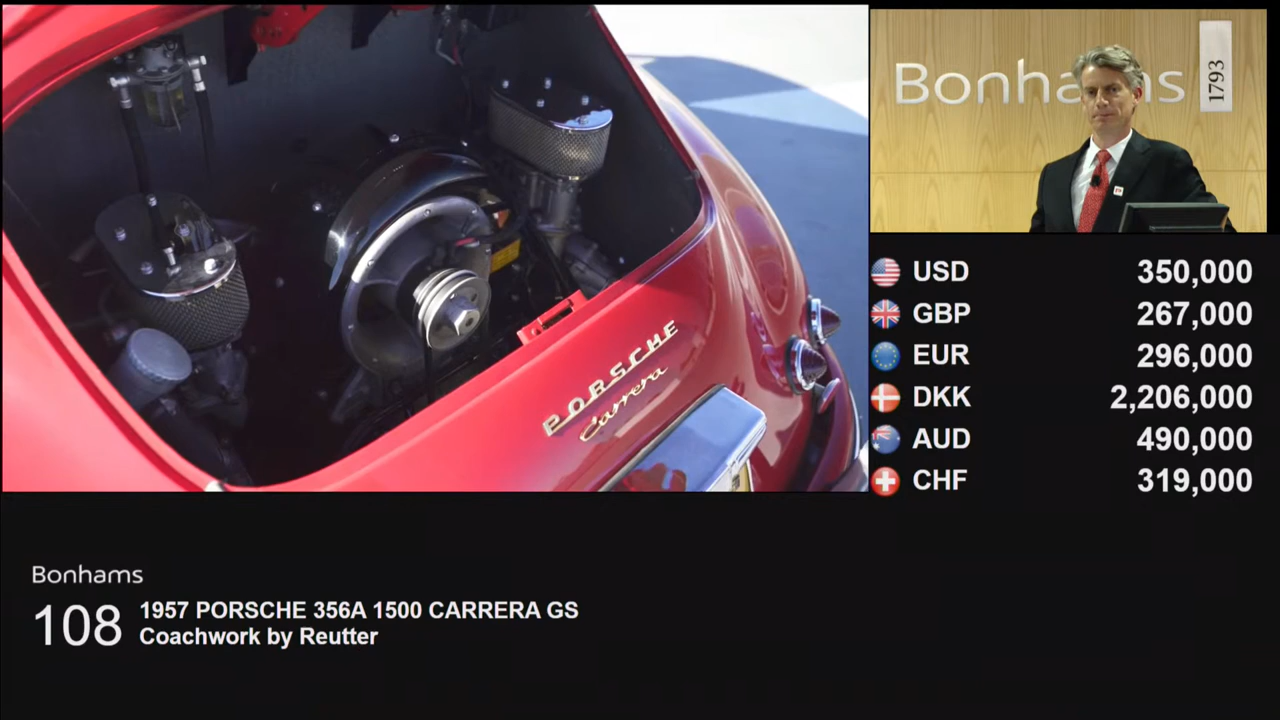 PORSCHE
Carrera
Bonhams
1793
USD 350,000
GBP 267,000
EUR 296,000
DKK 2,206,000
AUD 490,000
CHF 319,000
Bonhams
108
1957 PORSCHE 356A 1500 CARRERA GS
Coachwork by Reutter